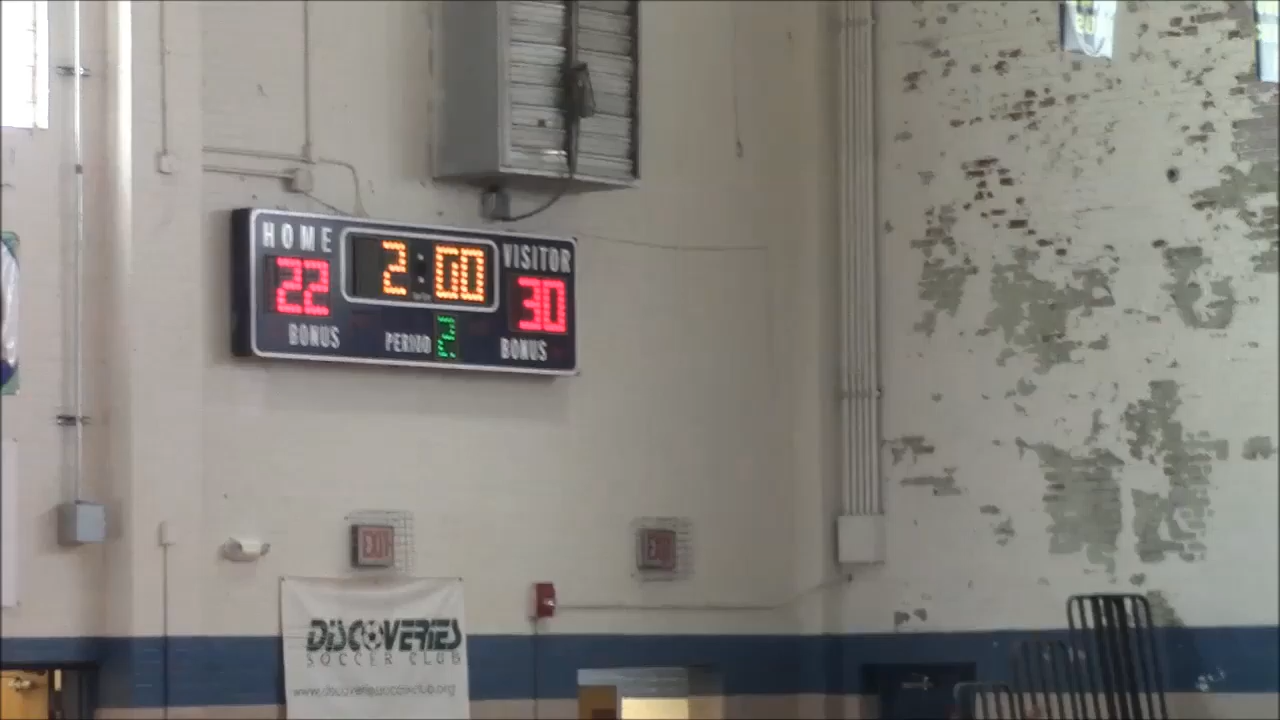 HOME 2:00 VISITOR
22 30
BONUS PERIOD 2 BONUS
EXIT EXIT
DISCOVERIES
SOCCER CLUB
www.discoveriessoccerclub.org